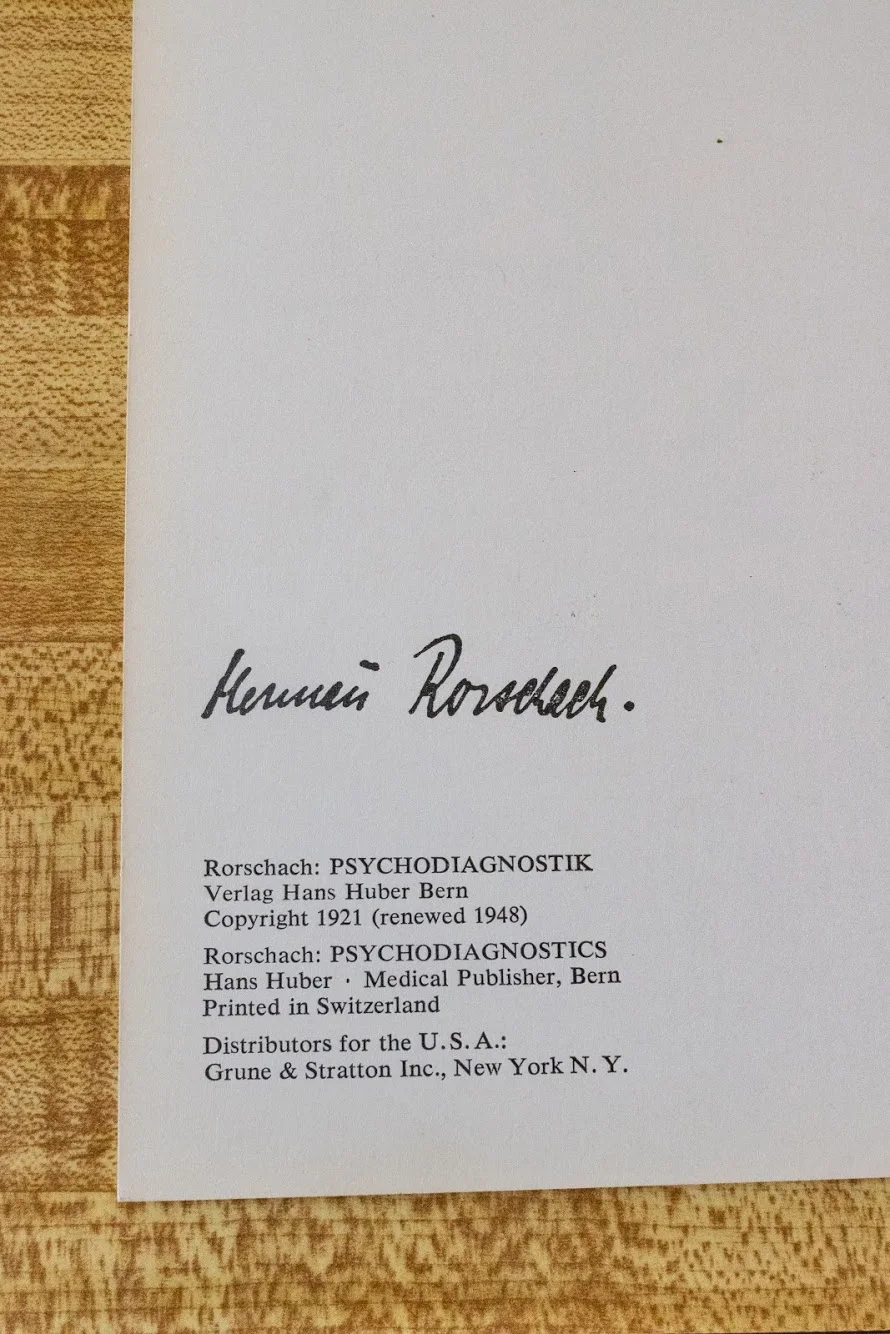 Hermann Rorschach.
Rorschach: PSYCHODIAGNOSTIK
Verlag Hans Huber Bern
Copyright 1921 (renewed 1948)
Rorschach: PSYCHODIAGNOSTICS
Hans Huber · Medical Publisher, Bern
Printed in Switzerland
Distributors for the U.S.A.:
Grune & Stratton Inc., New York N.Y.